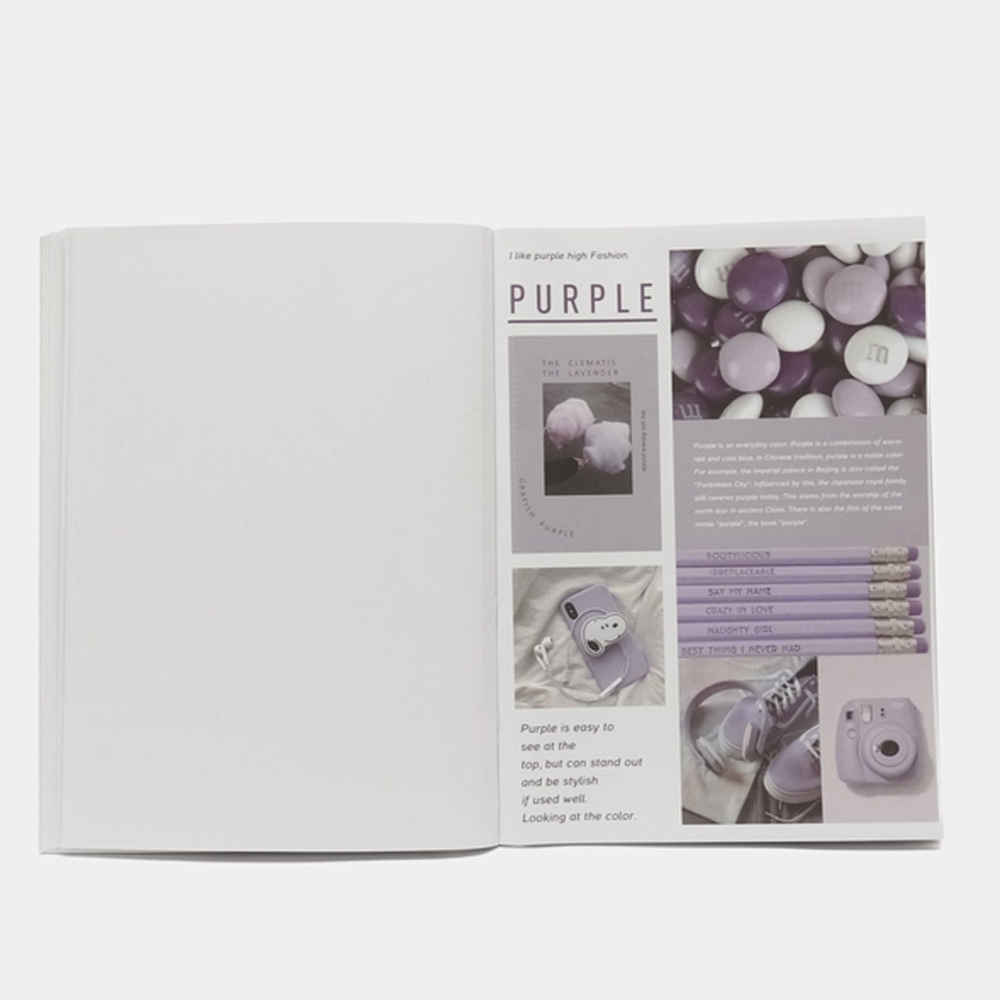 I like purple high Fashion.
PURPLE
THE CLEMATIS
THE LAVENDER
GRAYISH PURPLE
Purple is easy to
see at the
top, but can stand out
and be stylish
if used well.
Looking at the color.
m
m
m
Purple is an everyday color. Purple is a combination of warm
red and cook blue. In Chinese tradition, purple is a noble color.
For example, the imperial palace in Beijing is also called the
"Forbidden City". Influenced by this, the Japanese royal family
still reveres purple today. This stems from the worship of the
north star in ancient China. There is also the film of the same
name "purple", the book "purple".
BOOTYLICIOUS
IRREPLACEABLE
SAY MY NAME
CRAZY IN LOVE
NAUGHTY GIRL
BEST THING I NEVER HAD